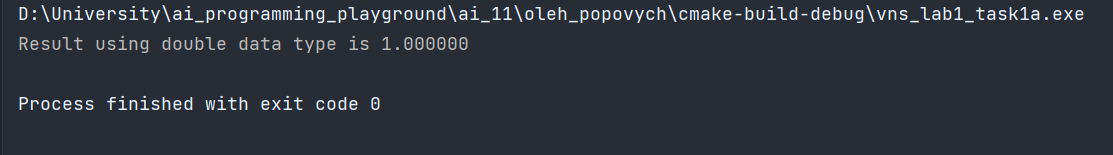 D:\University\ai_programming_playground\ai_11\oleh_popovych\cmake-build-debug\vns_lab1_task1a.exe
Result using double data type is 1.000000
Process finished with exit code 0